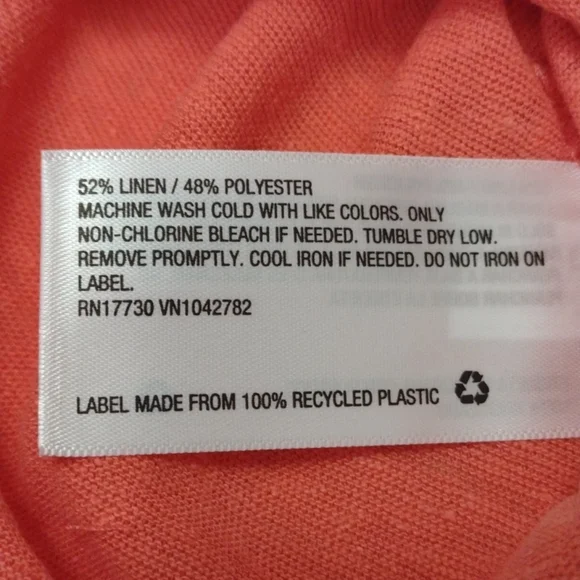 52% LINEN / 48% POLYESTER
MACHINE WASH COLD WITH LIKE COLORS. ONLY
NON-CHLORINE BLEACH IF NEEDED. TUMBLE DRY LOW.
REMOVE PROMPTLY. COOL IRON IF NEEDED. DO NOT IRON ON
LABEL.
RN17730 VN1042782
LABEL MADE FROM 100% RECYCLED PLASTIC